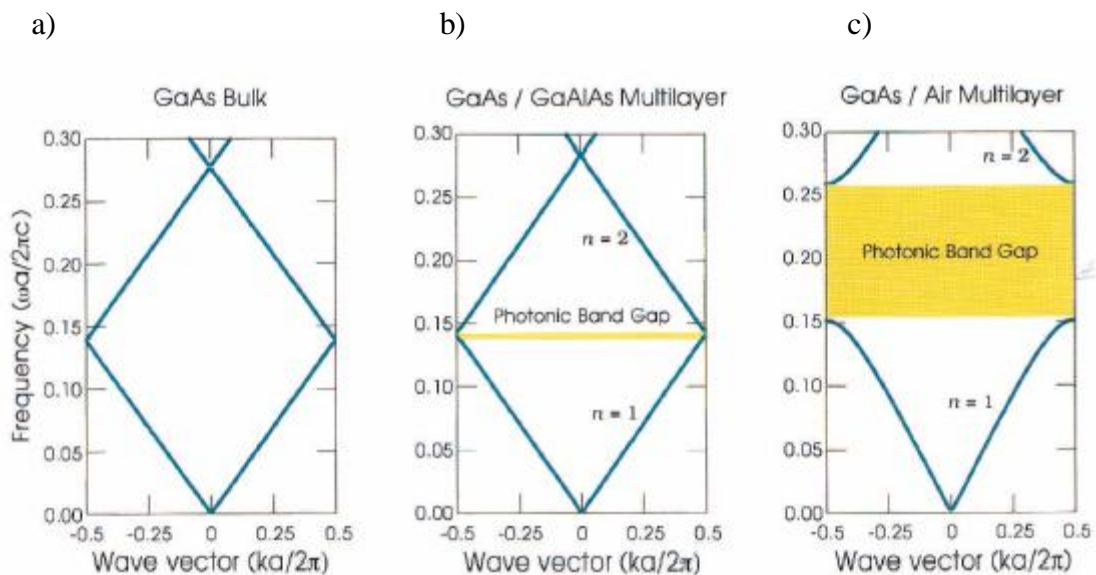 a)
b)
c)
GaAs Bulk
GaAs / GaAlAs Multilayer
GaAs / Air Multilayer
Frequency (ωa/2πc)
0.30
0.25
0.20
0.15
0.10
0.05
0.00
-0.5
-0.25
0
0.25
0.5
Wave vector (ka/2π)
0.30
0.25
0.20
0.15
0.10
0.05
0.00
n = 2
Photonic Band Gap
n = 1
-0.5
-0.25
0
0.25
0.5
Wave vector (ka/2π)
0.30
0.25
0.20
0.15
0.10
0.05
0.00
n = 2
Photonic Band Gap
n = 1
-0.5
-0.25
0
0.25
0.5
Wave vector (ka/2π)